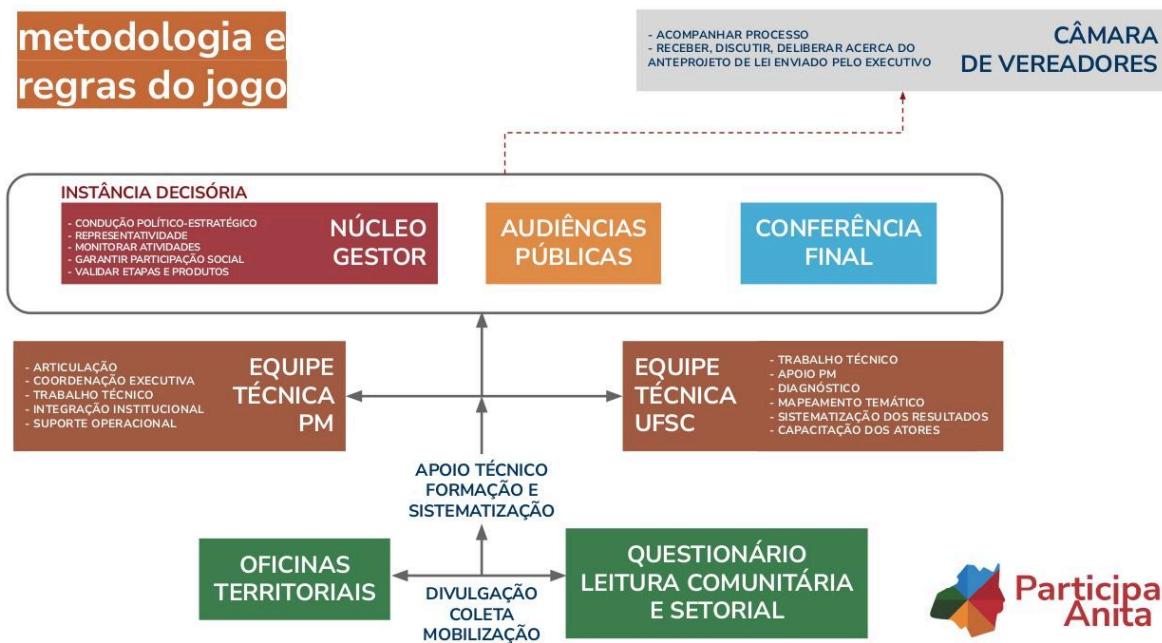 metodologia e
regras do jogo
- ACOMPANHAR PROCESSO
- RECEBER, DISCUTIR, DELIBERAR ACERCA DO
ANTEPROJETO DE LEI ENVIADO PELO EXECUTIVO
CÂMARA
DE VEREADORES
INSTÂNCIA DECISÓRIA
- CONDUÇÃO POLÍTICO-ESTRATÉGICO
- REPRESENTATIVIDADE
- MONITORAR ATIVIDADES
- GARANTIR PARTICIPAÇÃO SOCIAL
- VALIDAR ETAPAS E PRODUTOS
NÚCLEO
GESTOR
AUDIÊNCIAS
PÚBLICAS
CONFERÊNCIA
FINAL
- ARTICULAÇÃO
- COORDENAÇÃO EXECUTIVA
- TRABALHO TÉCNICO
- INTEGRAÇÃO INSTITUCIONAL
- SUPORTE OPERACIONAL
EQUIPE
TÉCNICA
PM
EQUIPE
TÉCNICA
UFSC
- TRABALHO TÉCNICO
- APOIO PM
- DIAGNÓSTICO
- MAPEAMENTO TEMÁTICO
- SISTEMATIZAÇÃO DOS RESULTADOS
- CAPACITAÇÃO DOS ATORES
APOIO TÉCNICO
FORMAÇÃO E
SISTEMATIZAÇÃO
OFICINAS
TERRITORIAIS
QUESTIONÁRIO
LEITURA COMUNITÁRIA
E SETORIAL
DIVULGAÇÃO
COLETA
MOBILIZAÇÃO
Participa
Anita